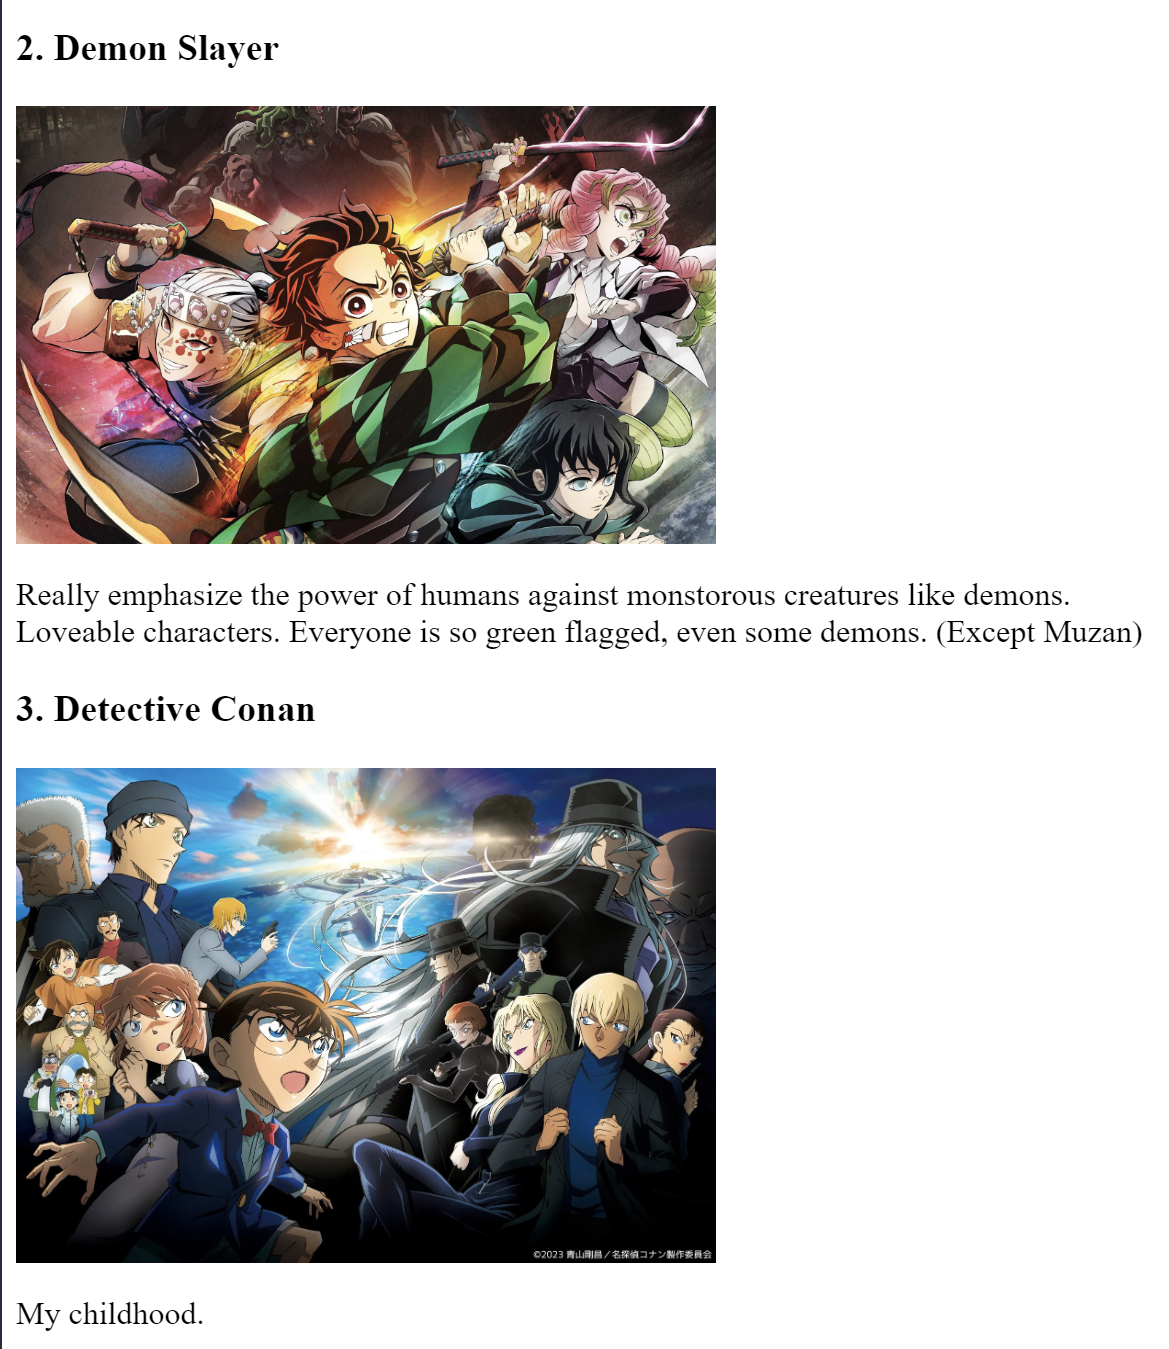 2. Demon Slayer
Really emphasize the power of humans against monstorous creatures like demons.
Loveable characters. Everyone is so green flagged, even some demons. (Except Muzan)
3. Detective Conan
©2023 青山剛昌／名探偵コナン製作委員会
My childhood.